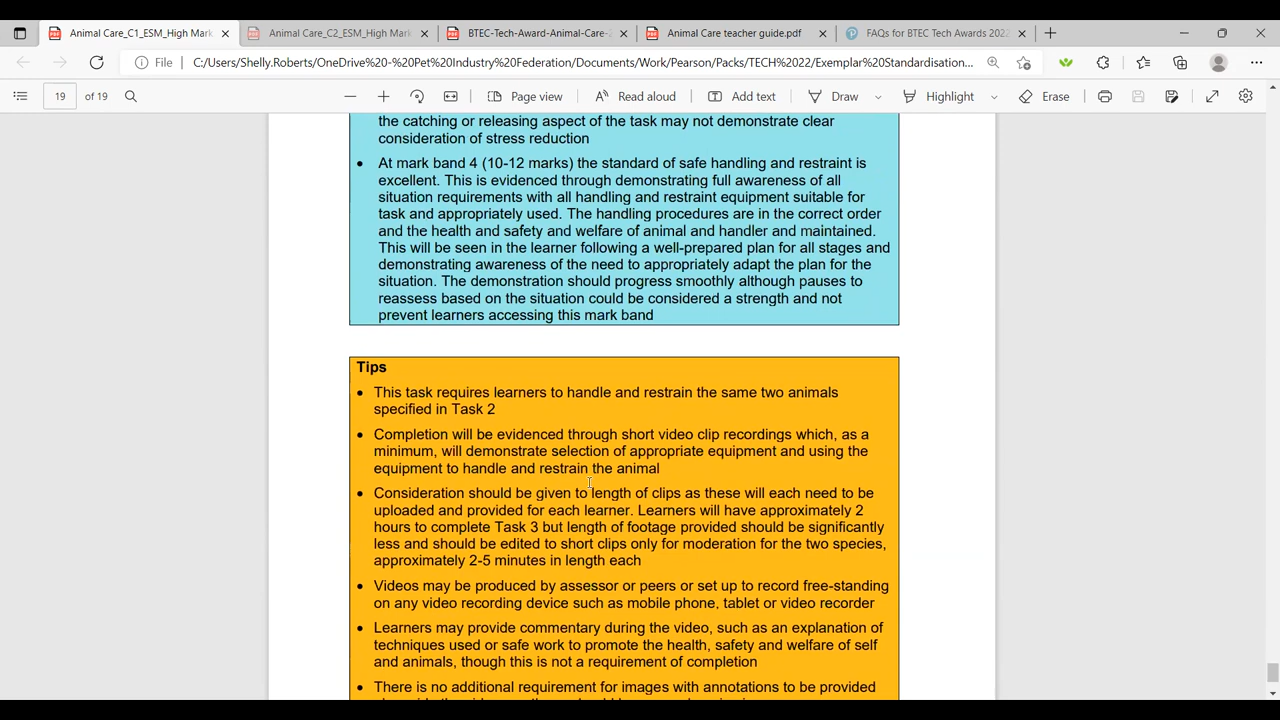 Animal Care_C1_ESM_High Mark
Animal Care_C2_ESM_High Mark
BTEC-Tech-Award-Animal-Care-
Animal Care teacher guide.pdf
FAQs for BTEC Tech Awards 2022
File
C:/Users/Shelly.Roberts/OneDrive%20-%20Pet%20Industry%20Federation/Documents/Work/Pearson/Packs/TECH%2022/Exemplar%20Standardisation...
19 of 19
Page view
Read aloud
Add text
Draw
Highlight
Erase
the catching or releasing aspect of the task may not demonstrate clear
consideration of stress reduction
• At mark band 4 (10-12 marks) the standard of safe handling and restraint is
excellent. This is evidenced through demonstrating full awareness of all
situation requirements with all handling and restraint equipment suitable for
task and appropriately used. The handling procedures are in the correct order
and the health and safety and welfare of animal and handler and maintained.
This will be seen in the learner following a well-prepared plan for all stages and
demonstrating awareness of the need to appropriately adapt the plan for the
situation. The demonstration should progress smoothly although pauses to
reassess based on the situation could be considered a strength and not
prevent learners accessing this mark band
Tips
• This task requires learners to handle and restrain the same two animals
specified in Task 2
• Completion will be evidenced through short video clip recordings which, as a
minimum, will demonstrate selection of appropriate equipment and using the
equipment to handle and restrain the animal
• Consideration should be given to length of clips as these will each need to be
uploaded and provided for each learner. Learners will have approximately 2
hours to complete Task 3 but length of footage provided should be significantly
less and should be edited to short clips only for moderation for the two species,
approximately 2-5 minutes in length each
• Videos may be produced by assessor or peers or set up to record free-standing
on any video recording device such as mobile phone, tablet or video recorder
• Learners may provide commentary during the video, such as an explanation of
techniques used or safe work to promote the health, safety and welfare of self
and animals, though this is not a requirement of completion
• There is no additional requirement for images with annotations to be provided